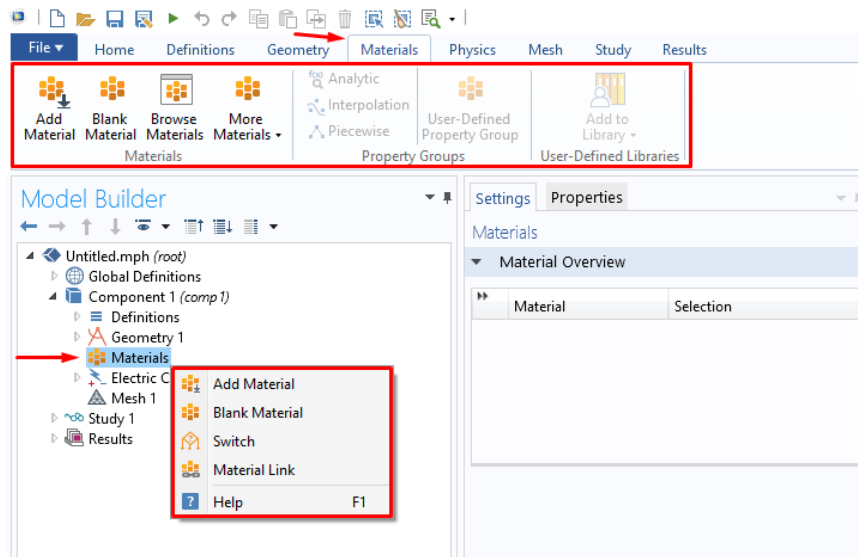 File Home Definitions Geometry Materials Physics Mesh Study Results
Add Material
Blank Material
Browse Materials
More Materials
f(x) Analytic
Interpolation
Piecewise
User-Defined Property Group
Add to Library
Materials
Property Groups
User-Defined Libraries
Model Builder
Untitled.mph (root)
Global Definitions
Component 1 (comp1)
Definitions
Geometry 1
Materials
Electric C
Mesh 1
Study 1
Results
Add Material
Blank Material
Switch
Material Link
? Help F1
Settings Properties
Materials
Material Overview
Material Selection